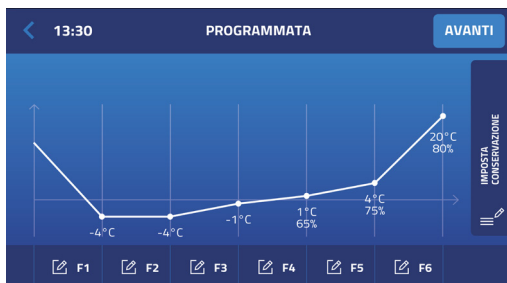 13:30
PROGRAMMATA
AVANTI
20°C
80%
4°C
75%
1°C
65%
-1°C
-4°C
-4°C
IMPOSTA
CONSERVAZIONE
F1
F2
F3
F4
F5
F6